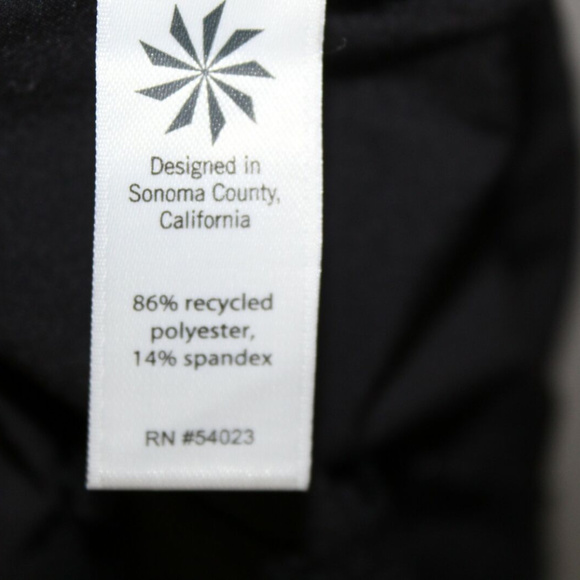 Designed in
Sonoma County,
California
86% recycled
polyester,
14% spandex
RN #54023